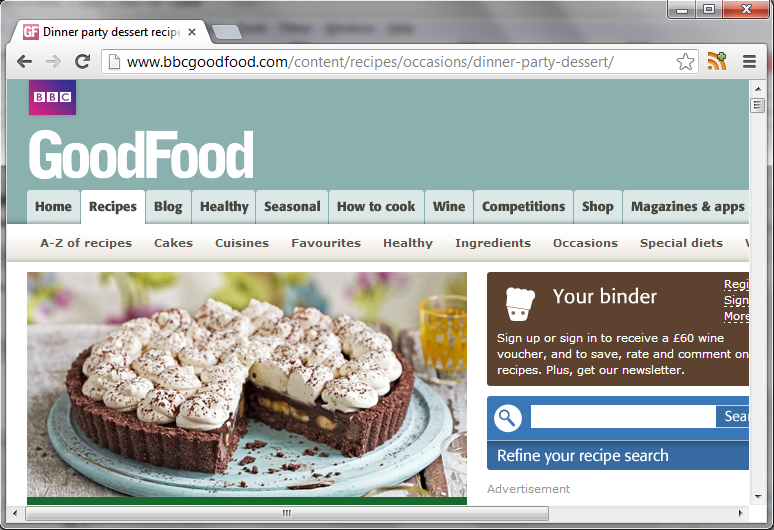 GF Dinner party dessert recipe
www.bbcgoodfood.com/content/recipes/occasions/dinner-party-dessert/
BBC
GoodFood
Home Recipes Blog Healthy Seasonal How to cook Wine Competitions Shop Magazines & apps
A-Z of recipes Cakes Cuisines Favourites Healthy Ingredients Occasions Special diets
Your binder
Regi
Sign
More
Sign up or sign in to receive a £60 wine
voucher, and to save, rate and comment on
recipes. Plus, get our newsletter.
Sear
Refine your recipe search
Advertisement